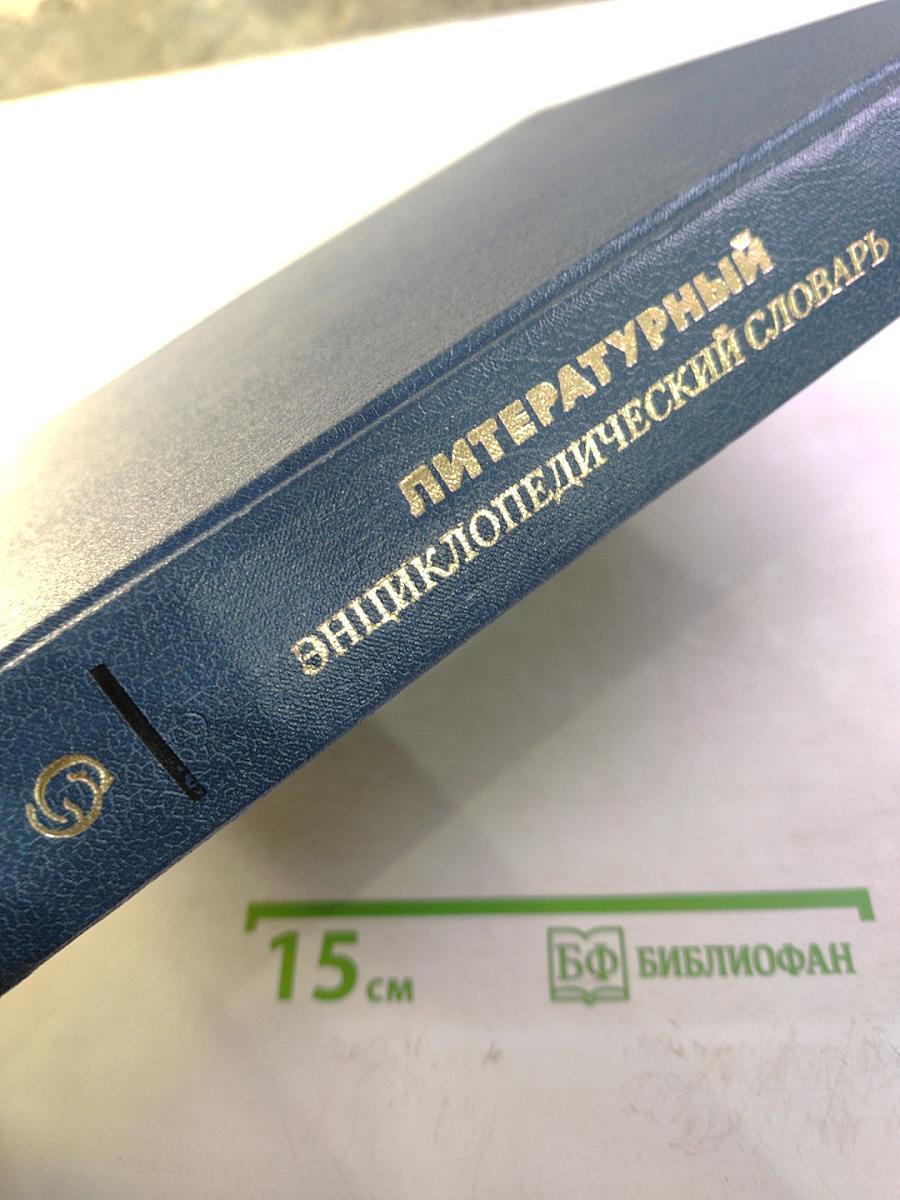 ЛИТЕРАТУРНЫЙ
ЭНЦИКЛОПЕДИЧЕСКИЙ СЛОВАРЬ
15 см
БФ БИБЛИОФАН